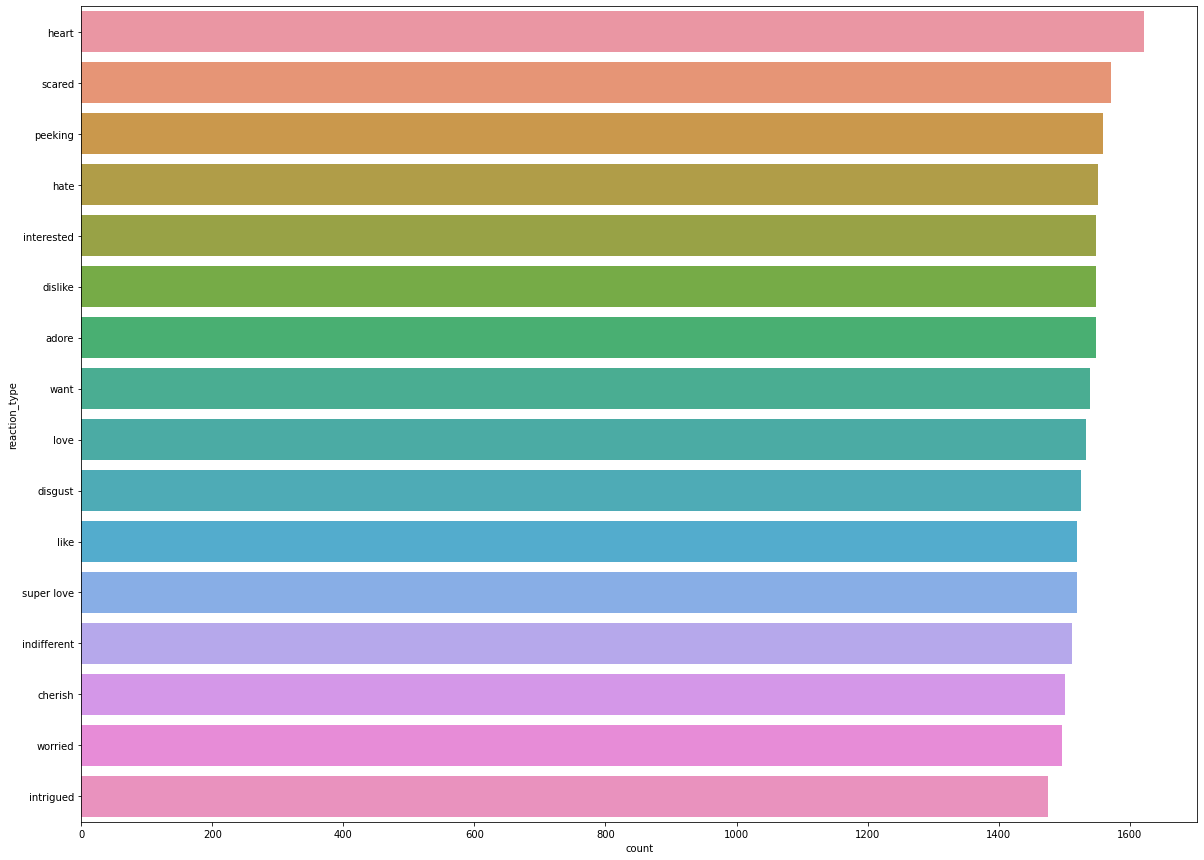 heart
scared
peeking
hate
interested
dislike
adore
want
love
disgust
like
super love
indifferent
cherish
worried
intrigued
reaction_type
0 200 400 600 800 1000 1200 1400 1600
count